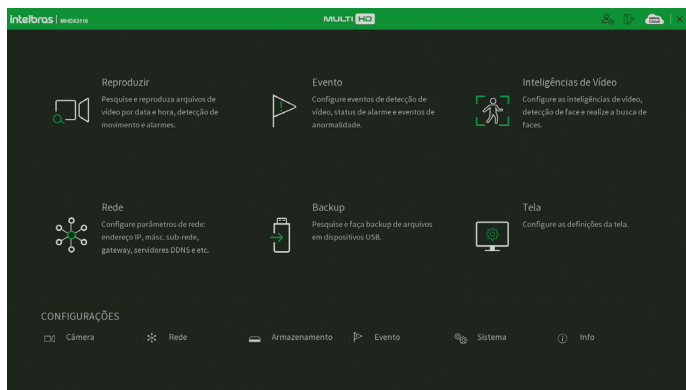 intelbras | MHDX3116
MULTI HD
Reproduzir
Pesquise e reproduza arquivos de
vídeo por data e hora, detecção de
movimento e alarmes.
Evento
Configure eventos de detecção de
vídeo, status de alarme e eventos de
anormalidade.
Inteligências de Vídeo
Configure as inteligências de vídeo,
detecção de face e realize a busca de
faces.
Rede
Configure parâmetros de rede:
endereço IP, másc. sub-rede,
gateway, servidores DDNS e etc.
Backup
Pesquise e faça backup de arquivos
em dispositivos USB.
Tela
Configure as definições da tela.
CONFIGURAÇÕES
Câmera
Rede
Armazenamento
Evento
Sistema
Info